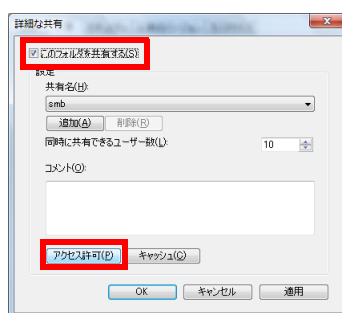 詳細な共有
このフォルダを共有する(S)
設定
共有名(H):
smb
追加(A) 削除(R)
同時に共有できるユーザー数(L): 10
コメント(O):
アクセス許可(P) キャッシュ(C)
OK キャンセル 適用